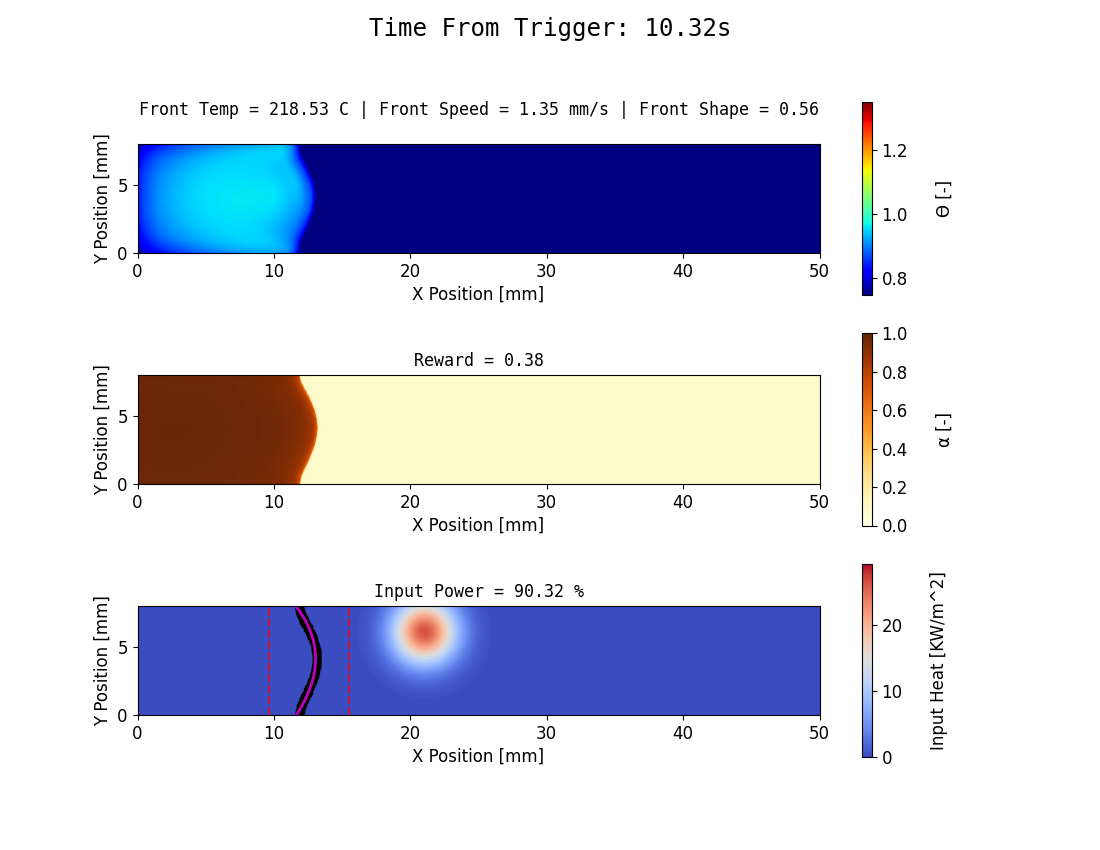 Time From Trigger: 10.32s
Front Temp = 218.53 C | Front Speed = 1.35 mm/s | Front Shape = 0.56
Y Position [mm]
5
0
0 10 20 30 40 50
X Position [mm]
1.2
1.0
0.8
Θ [-]
Reward = 0.38
Y Position [mm]
5
0
0 10 20 30 40 50
X Position [mm]
1.0
0.8
0.6
0.4
0.2
0.0
α [-]
Input Power = 90.32 %
Y Position [mm]
5
0
0 10 20 30 40 50
X Position [mm]
20
10
0
Input Heat [KW/m^2]